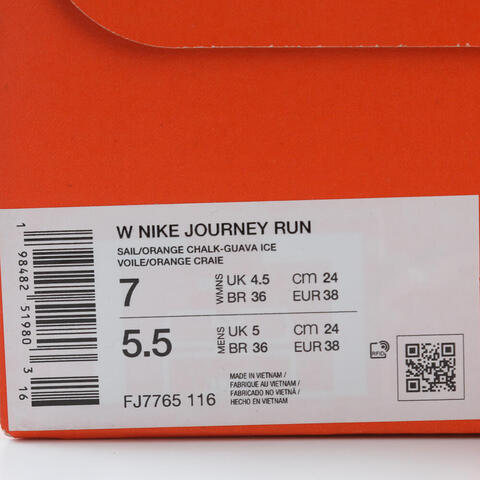 W NIKE JOURNEY RUN
SAIL/ORANGE CHALK-GUAVA ICE
VOILE/ORANGE CRAIE
7 WMNS UK 4.5 cm 24
BR 36 EUR 38
5.5 MENS UK 5 cm 24
BR 36 EUR 38
MADE IN VIETNAM /
FABRIQUE AU VIETNAM /
FABRICADO NO VIETNÃ /
HECHO EN VIETNAM
FJ7765 116
RFID
1 98482 51980 3 16